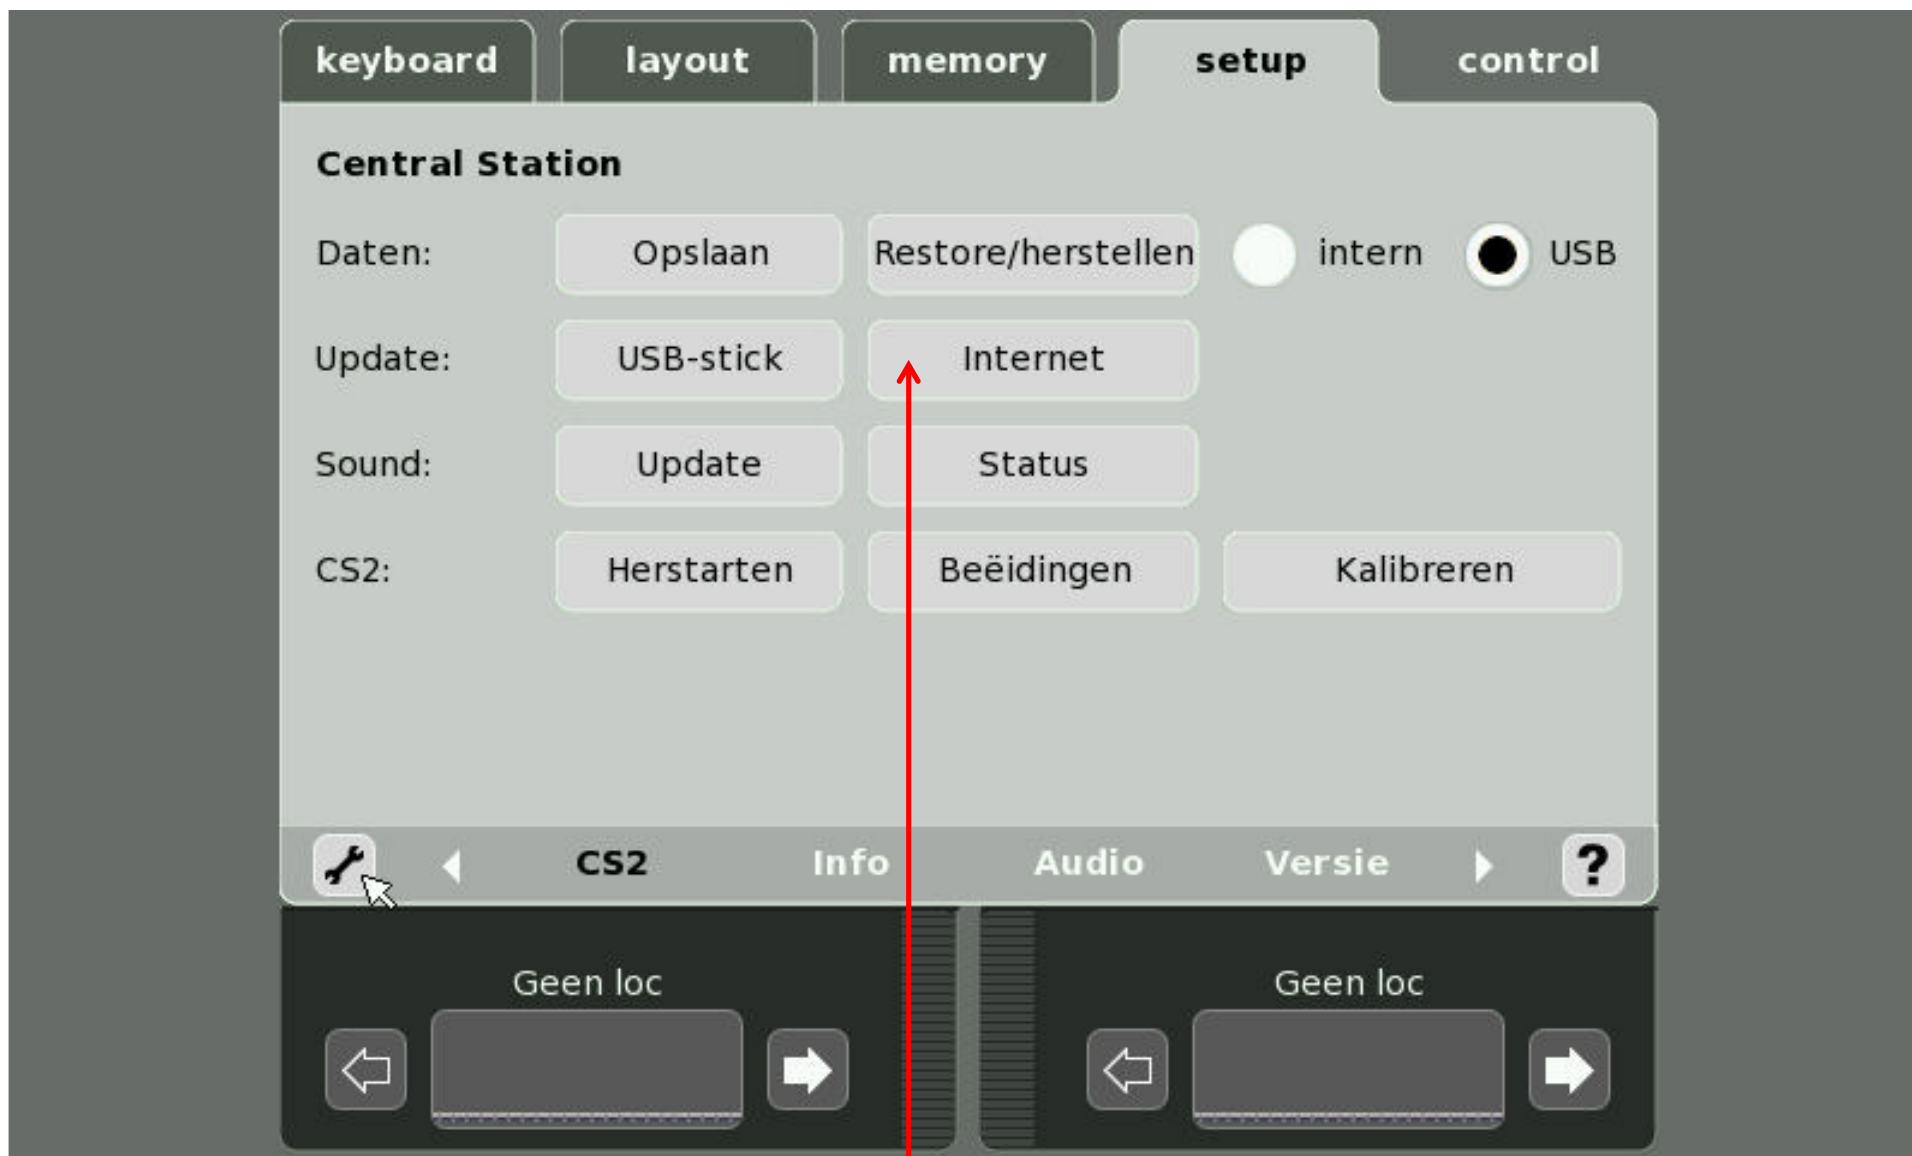 keyboard layout memory setup control
Central Station
Daten: Opslaan Restore/herstellen intern USB
Update: USB-stick Internet
Sound: Update Status
CS2: Herstarten Beëidingen Kalibreren
CS2 Info Audio Versie ?
Geen loc Geen loc